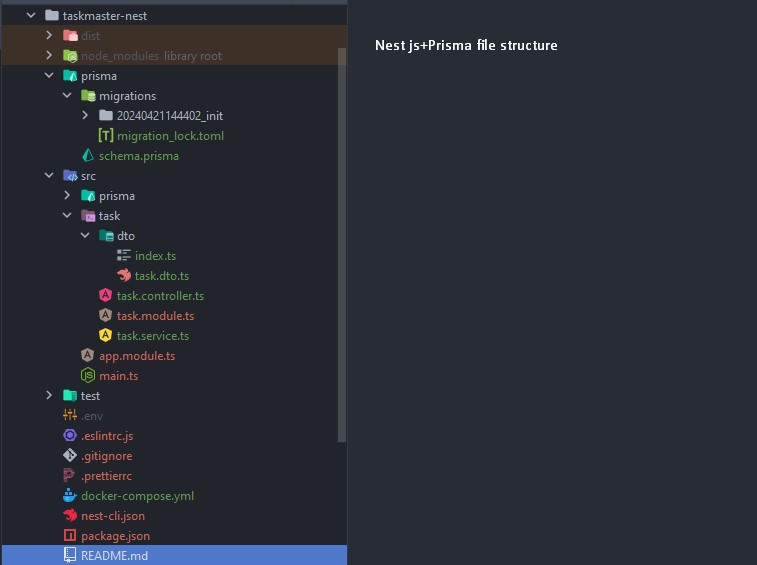 taskmaster-nest
dist
node_modules library root
prisma
migrations
20240421144402_init
migration_lock.toml
schema.prisma
src
prisma
task
dto
index.ts
task.dto.ts
task.controller.ts
task.module.ts
task.service.ts
app.module.ts
main.ts
test
.env
.eslintrc.js
.gitignore
.prettierrc
docker-compose.yml
nest-cli.json
package.json
README.md
Nest js+Prisma file structure